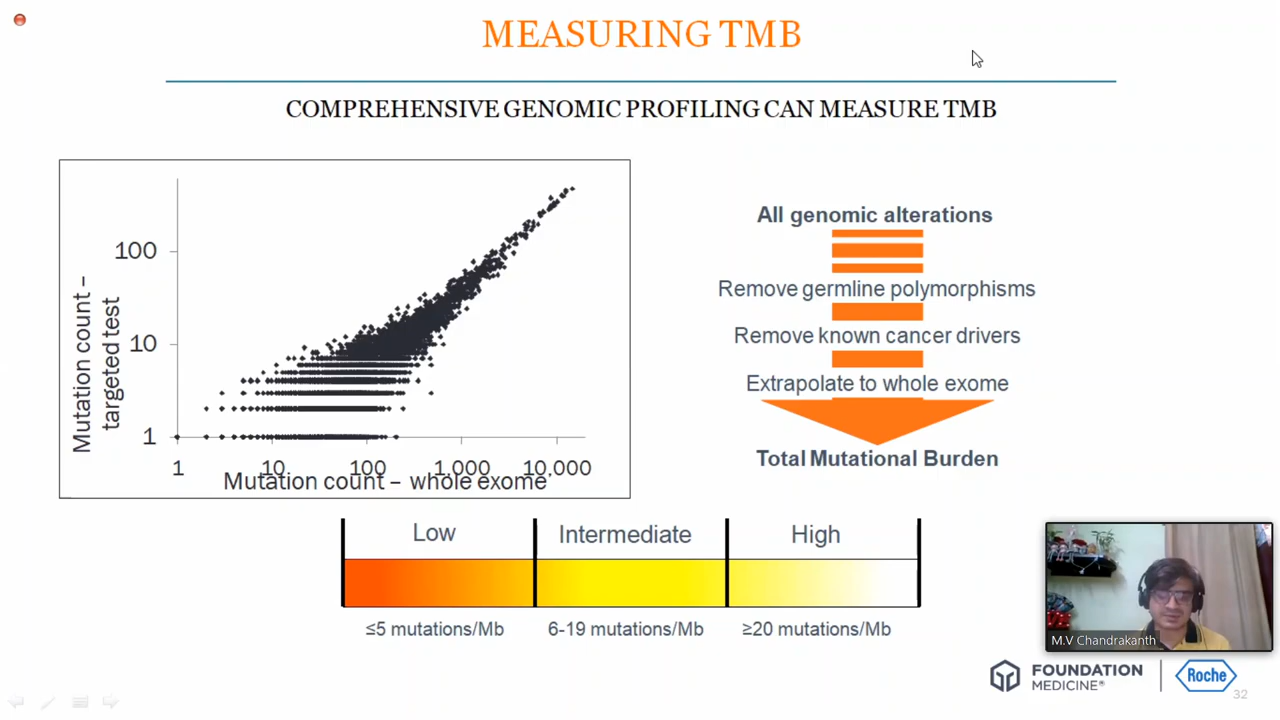 MEASURING TMB
COMPREHENSIVE GENOMIC PROFILING CAN MEASURE TMB
Mutation count –
targeted test
100
10
1
1
10
100
1,000
10,000
Mutation count – whole exome
All genomic alterations
Remove germline polymorphisms
Remove known cancer drivers
Extrapolate to whole exome
Total Mutational Burden
Low
Intermediate
High
≤5 mutations/Mb
6-19 mutations/Mb
≥20 mutations/Mb
M.V Chandrakanth
FOUNDATION
MEDICINE®
Roche
32